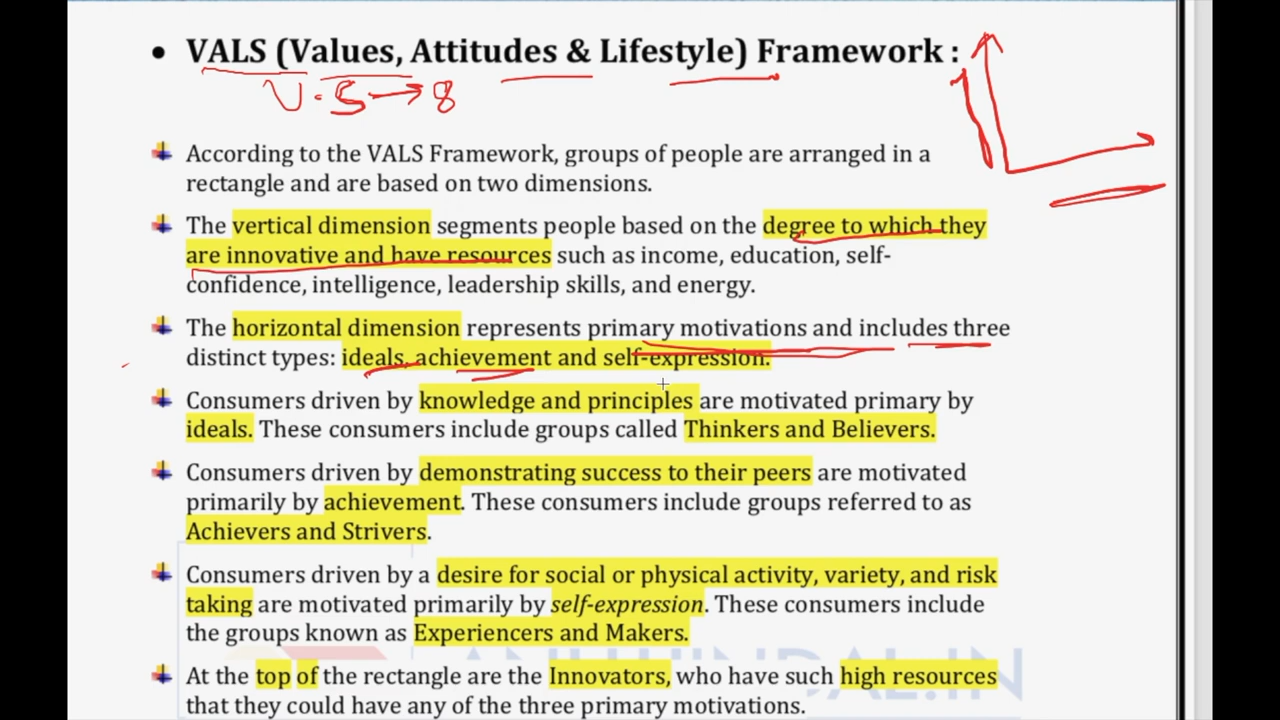 • VALS (Values, Attitudes & Lifestyle) Framework :
V.S → 8
According to the VALS Framework, groups of people are arranged in a
rectangle and are based on two dimensions.
The vertical dimension segments people based on the degree to which they
are innovative and have resources such as income, education, self-
confidence, intelligence, leadership skills, and energy.
The horizontal dimension represents primary motivations and includes three
distinct types: ideals, achievement and self-expression.
Consumers driven by knowledge and principles are motivated primary by
ideals. These consumers include groups called Thinkers and Believers.
Consumers driven by demonstrating success to their peers are motivated
primarily by achievement. These consumers include groups referred to as
Achievers and Strivers.
Consumers driven by a desire for social or physical activity, variety, and risk
taking are motivated primarily by self-expression. These consumers include
the groups known as Experiencers and Makers.
At the top of the rectangle are the Innovators, who have such high resources
that they could have any of the three primary motivations.